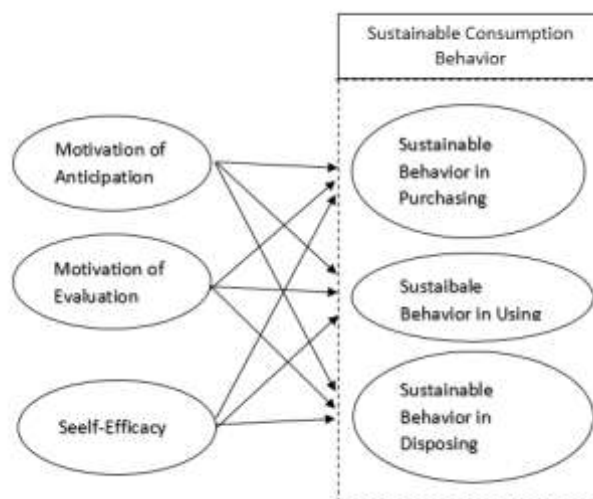 Sustainable Consumption
Behavior
Motivation of
Anticipation
Sustainable
Behavior in
Purchasing
Motivation of
Evaluation
Sustaibale
Behavior in Using
Seelf-Efficacy
Sustainable
Behavior in
Disposing